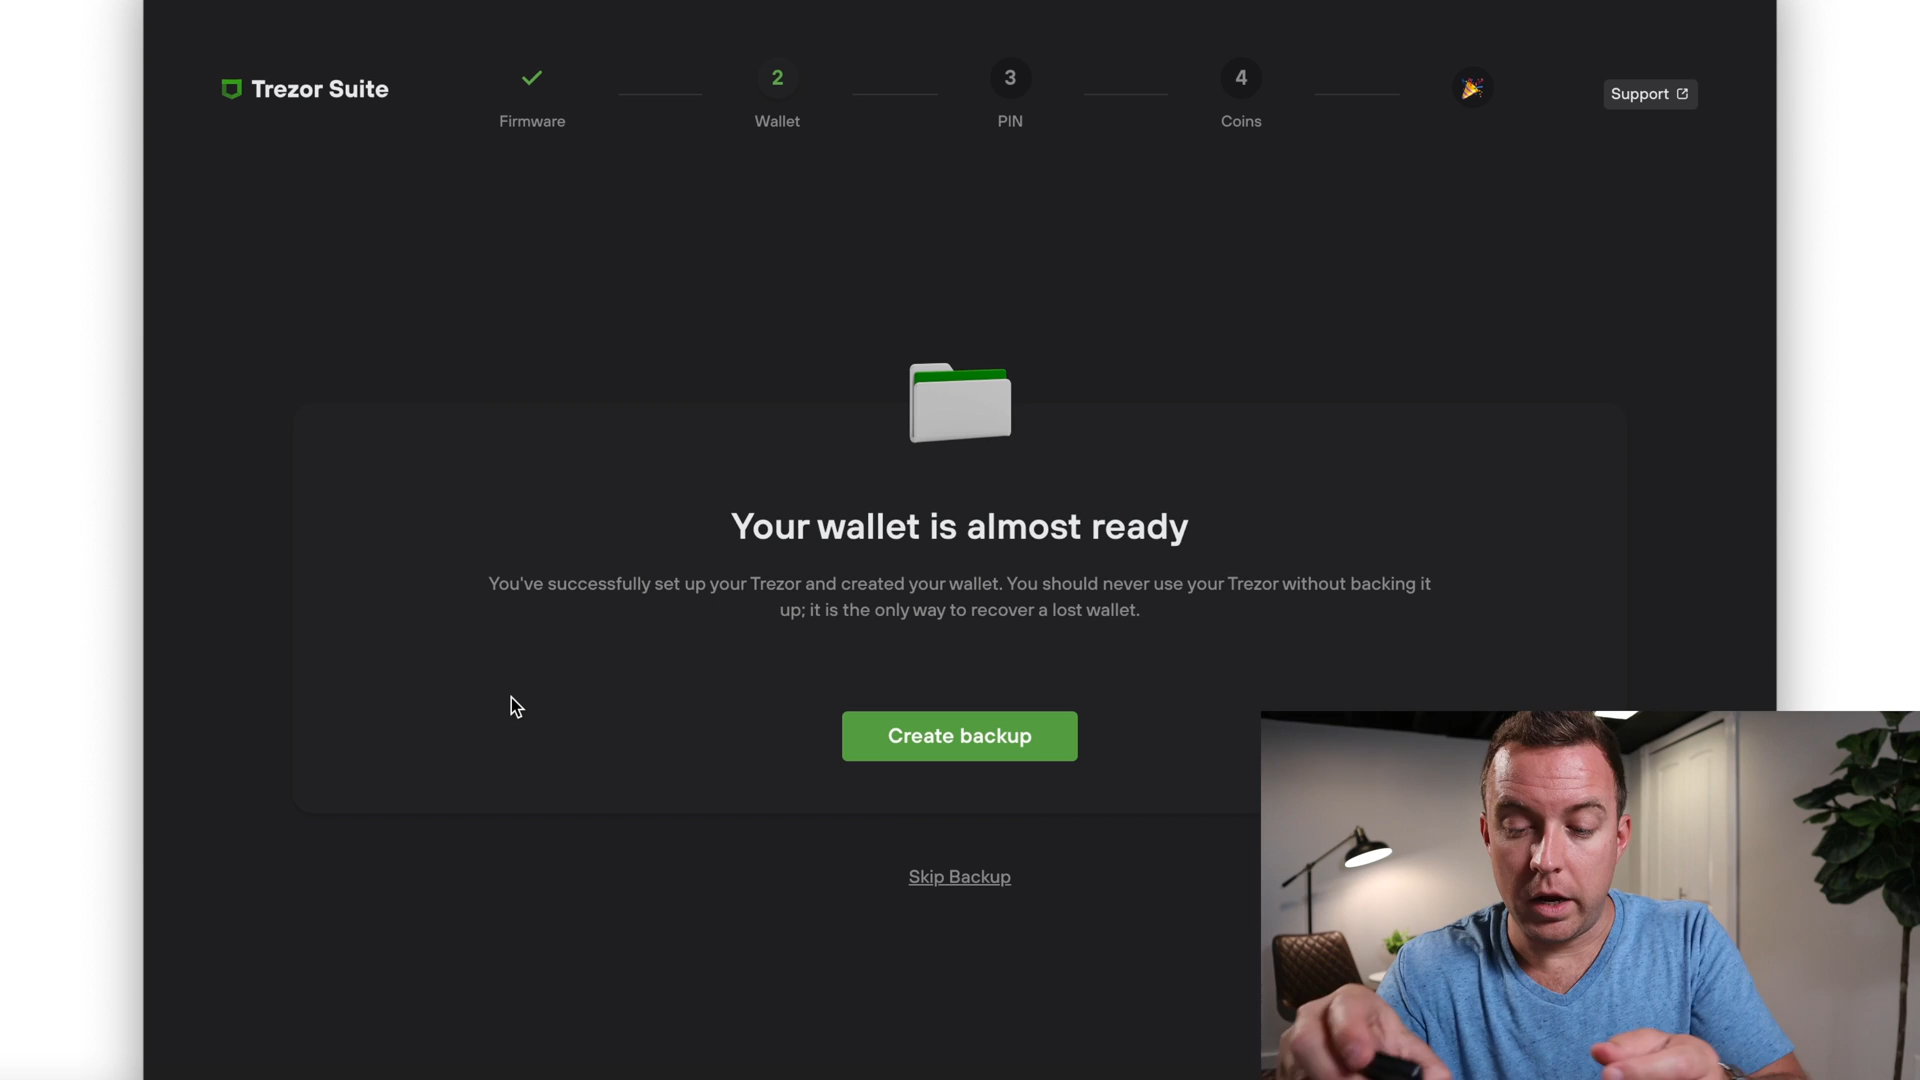 Trezor Suite
2
3
4
Firmware
Wallet
PIN
Coins
Support
Your wallet is almost ready
You've successfully set up your Trezor and created your wallet. You should never use your Trezor without backing it
up; it is the only way to recover a lost wallet.
Create backup
Skip Backup